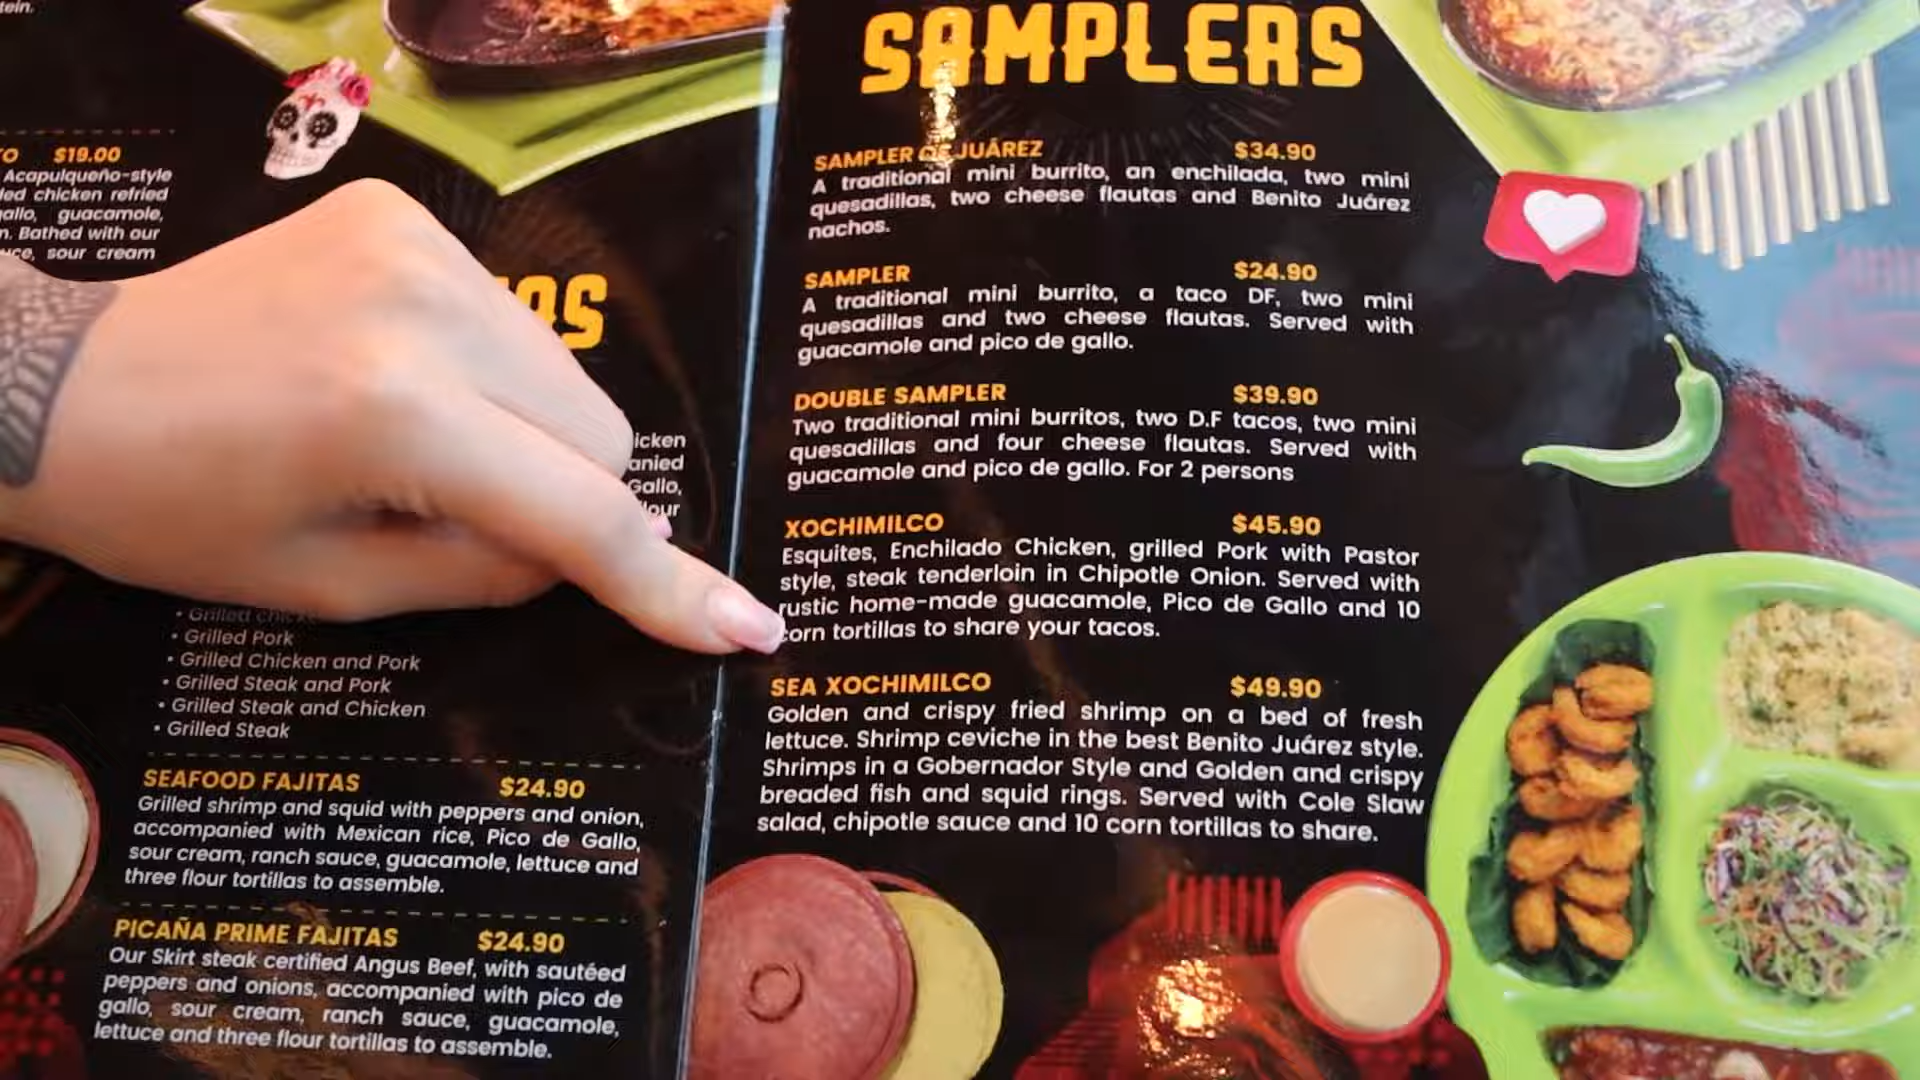 tein.
TO $19.00
Acapulqueño-style
led chicken refried
gallo, guacamole,
n. Bathed with our
uce, sour cream
AS
icken
anied
Gallo,
lour
• Grilled chicke
• Grilled Pork
• Grilled Chicken and Pork
• Grilled Steak and Pork
• Grilled Steak and Chicken
• Grilled Steak
SEAFOOD FAJITAS $24.90
Grilled shrimp and squid with peppers and onion,
accompanied with Mexican rice, Pico de Gallo,
sour cream, ranch sauce, guacamole, lettuce and
three flour tortillas to assemble.
PICAÑA PRIME FAJITAS $24.90
Our Skirt steak certified Angus Beef, with sautéed
peppers and onions, accompanied with pico de
gallo, sour cream, ranch sauce, guacamole,
lettuce and three flour tortillas to assemble.
SAMPLERS
SAMPLER DE JUÁREZ $34.90
A traditional mini burrito, an enchilada, two mini
quesadillas, two cheese flautas and Benito Juárez
nachos.
SAMPLER $24.90
A traditional mini burrito, a taco DF, two mini
quesadillas and two cheese flautas. Served with
guacamole and pico de gallo.
DOUBLE SAMPLER $39.90
Two traditional mini burritos, two D.F tacos, two mini
quesadillas and four cheese flautas. Served with
guacamole and pico de gallo. For 2 persons
XOCHIMILCO $45.90
Esquites, Enchilado Chicken, grilled Pork with Pastor
style, steak tenderloin in Chipotle Onion. Served with
rustic home-made guacamole, Pico de Gallo and 10
corn tortillas to share your tacos.
SEA XOCHIMILCO $49.90
Golden and crispy fried shrimp on a bed of fresh
lettuce. Shrimp ceviche in the best Benito Juárez style.
Shrimps in a Gobernador Style and Golden and crispy
breaded fish and squid rings. Served with Cole Slaw
salad, chipotle sauce and 10 corn tortillas to share.